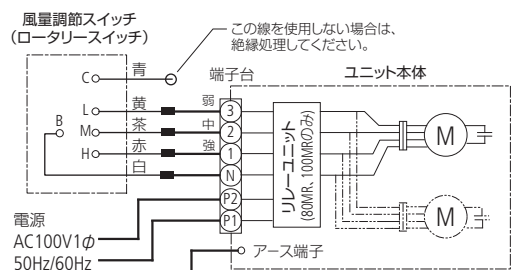 風量調節スイッチ
（ロータリースイッチ）
この線を使用しない場合は、
絶縁処理してください。
C 青
端子台
ユニット本体
B
L 黄 弱 3
M 茶 中 2
H 赤 強 1
白 N
P2
P1
リレーユニット
(80MR、100MRのみ)
M
M
電源
AC100V1φ
50Hz/60Hz
アース端子